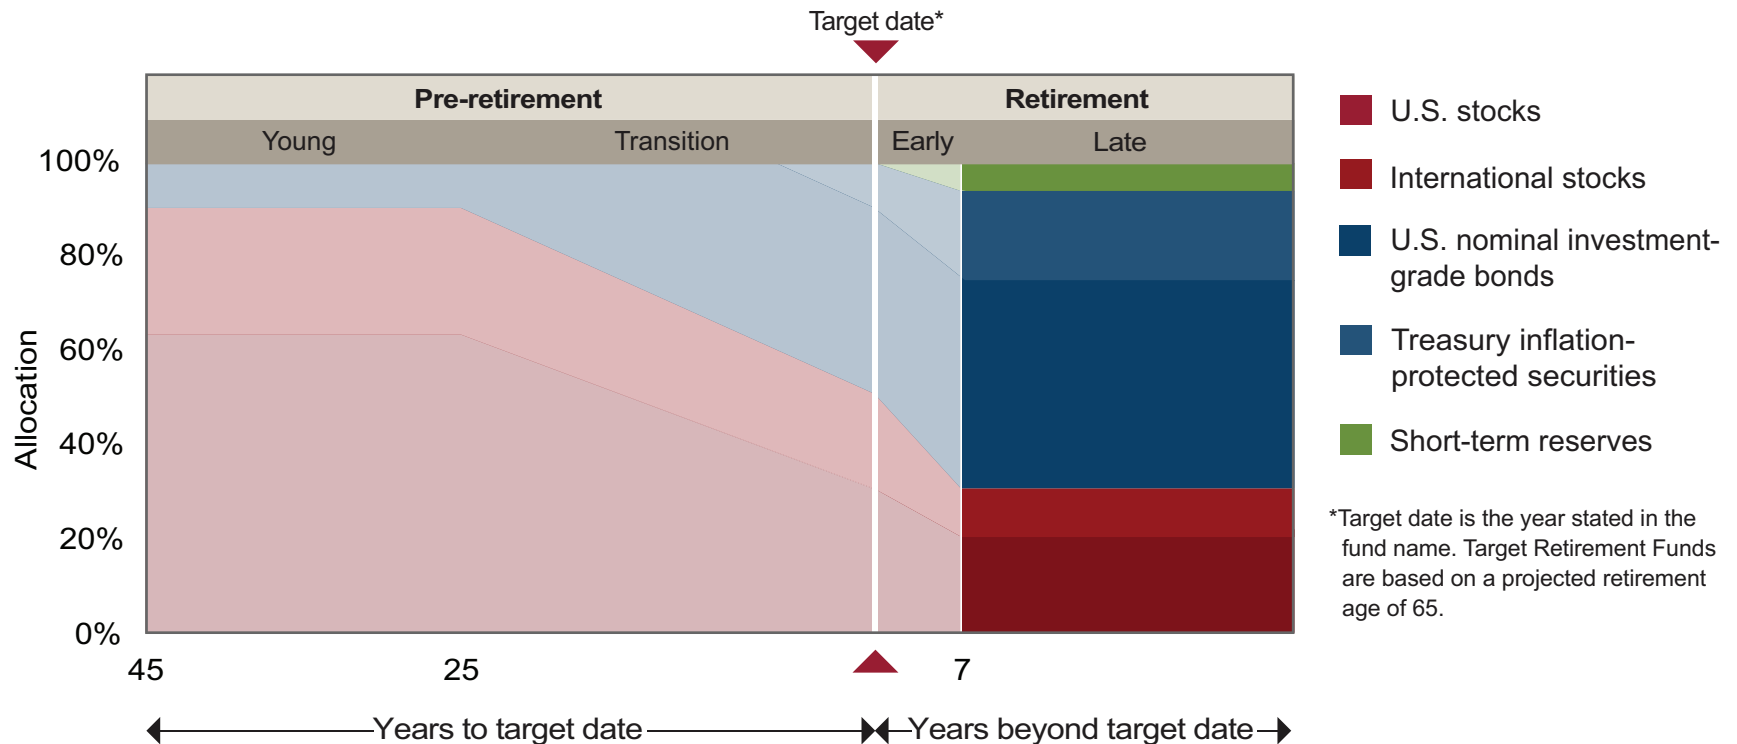 Target date*
Pre-retirement
Retirement
Young
Transition
Early
Late
100%
80%
60%
40%
20%
0%
Allocation
45
25
7
Years to target date
Years beyond target date
U.S. stocks
International stocks
U.S. nominal investment-
grade bonds
Treasury inflation-
protected securities
Short-term reserves
*Target date is the year stated in the
fund name. Target Retirement Funds
are based on a projected retirement
age of 65.